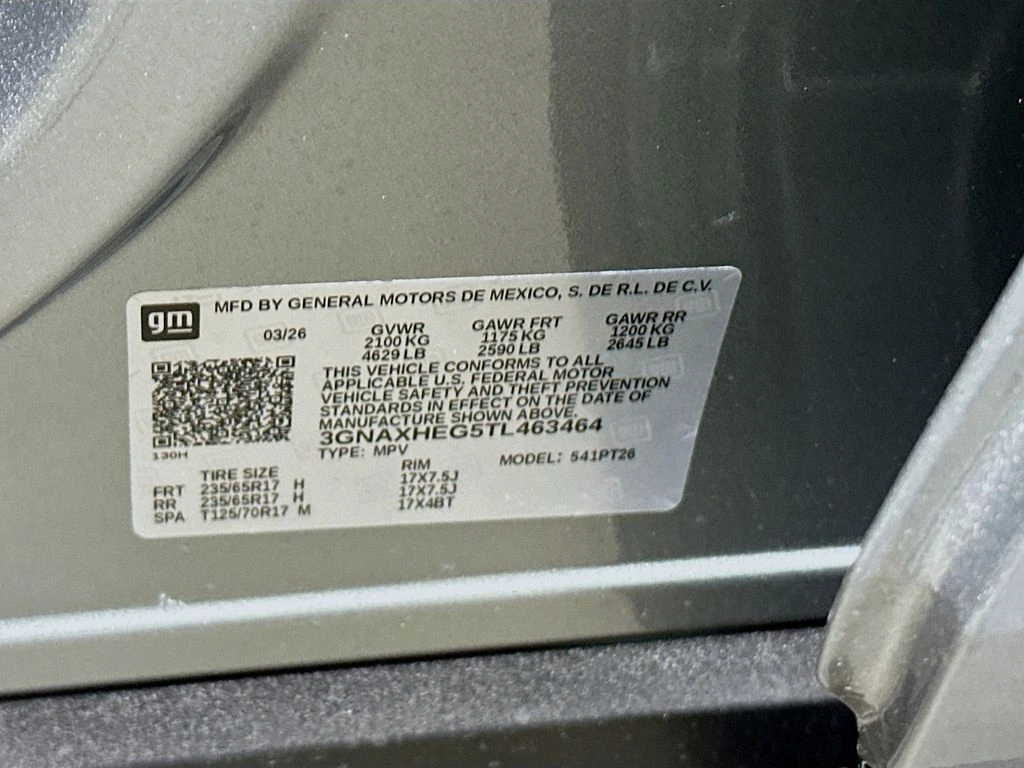 gm
MFD BY GENERAL MOTORS DE MEXICO, S. DE R.L. DE C.V.
03/26 GVWR GAWR FRT GAWR RR
2100 KG 1175 KG 1200 KG
4629 LB 2590 LB 2645 LB
THIS VEHICLE CONFORMS TO ALL
APPLICABLE U.S. FEDERAL MOTOR
VEHICLE SAFETY AND THEFT PREVENTION
STANDARDS IN EFFECT ON THE DATE OF
MANUFACTURE SHOWN ABOVE.
3GNAXHEG5TL463464
130H
TYPE: MPV MODEL: 541PT26
TIRE SIZE RIM
FRT 235/65R17 H 17X7.5J
RR 235/65R17 H 17X7.5J
SPA T125/70R17 M 17X4BT